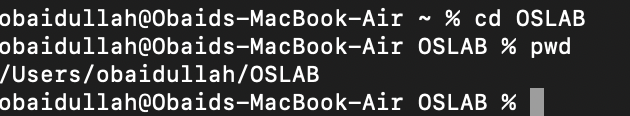 obaidullah@Obaids-MacBook-Air ~ % cd OSLAB
obaidullah@Obaids-MacBook-Air OSLAB % pwd
/Users/obaidullah/OSLAB
obaidullah@Obaids-MacBook-Air OSLAB %